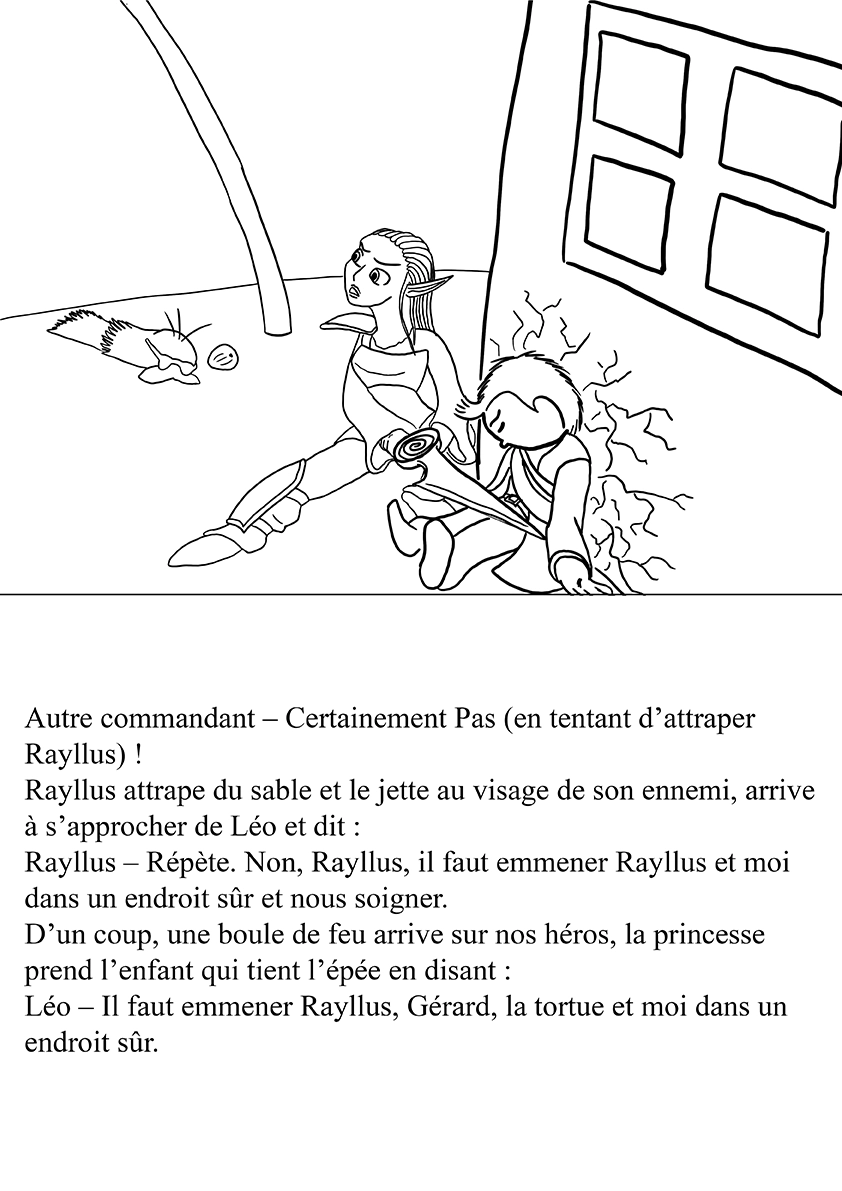 Autre commandant – Certainement Pas (en tentant d’attraper
Rayllus) !
Rayllus attrape du sable et le jette au visage de son ennemi, arrive
à s’approcher de Léo et dit :
Rayllus – Répète. Non, Rayllus, il faut emmener Rayllus et moi
dans un endroit sûr et nous soigner.
D’un coup, une boule de feu arrive sur nos héros, la princesse
prend l’enfant qui tient l’épée en disant :
Léo – Il faut emmener Rayllus, Gérard, la tortue et moi dans un
endroit sûr.